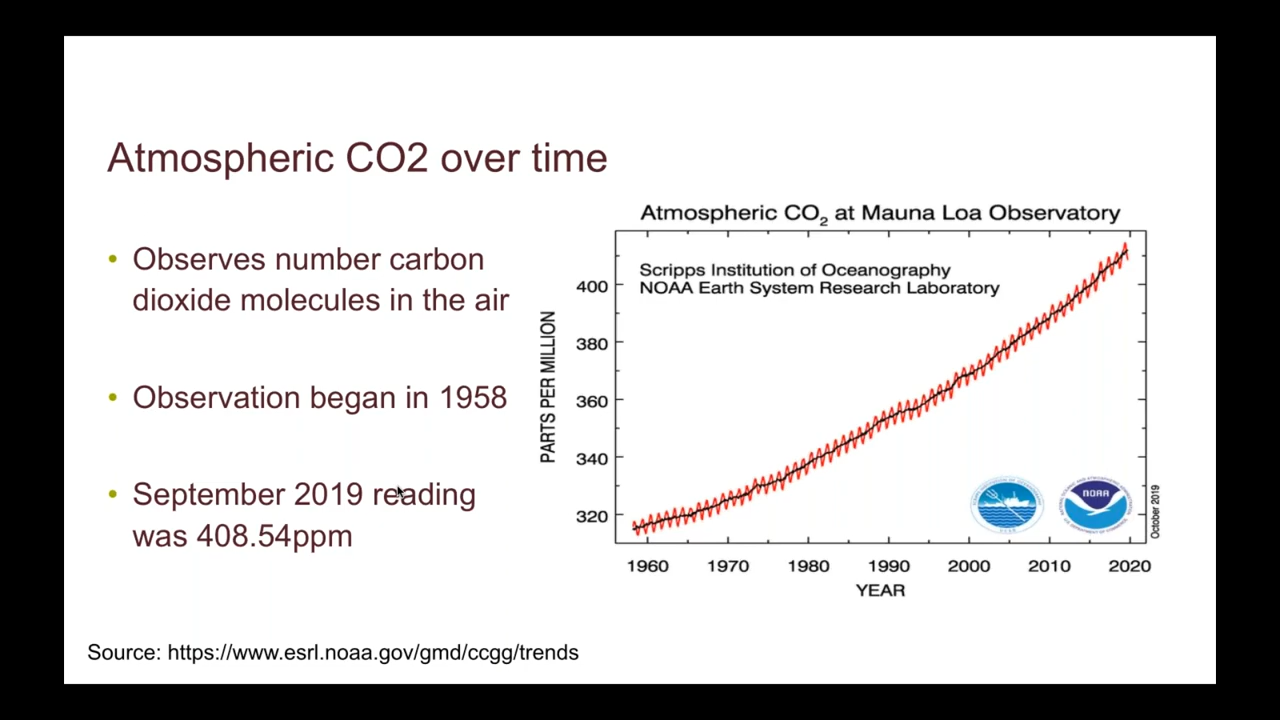 Atmospheric CO2 over time
• Observes number carbon
dioxide molecules in the air
• Observation began in 1958
• September 2019 reading
was 408.54ppm
Atmospheric CO₂ at Mauna Loa Observatory
Scripps Institution of Oceanography
NOAA Earth System Research Laboratory
PARTS PER MILLION
400
380
360
340
320
1960 1970 1980 1990 2000 2010 2020
YEAR
NOAA
October 2019
Source: https://www.esrl.noaa.gov/gmd/ccgg/trends